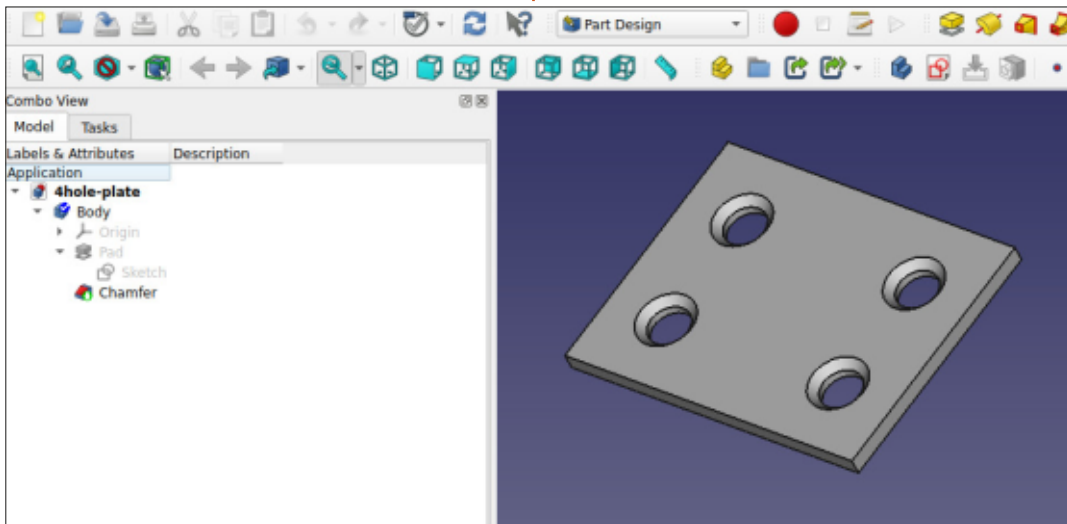 Part Design
Combo View
Model Tasks
Labels & Attributes Description
Application
4hole-plate
Body
Origin
Pad
Sketch
Chamfer